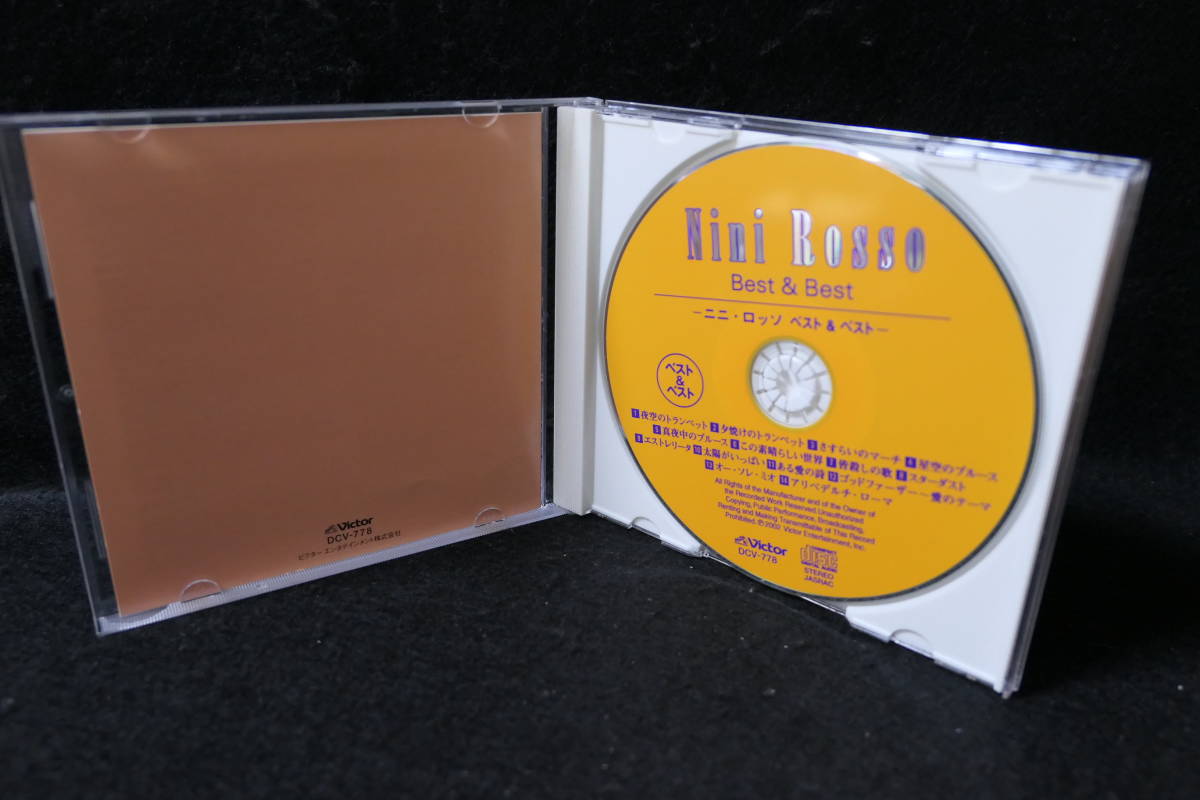 Victor
DCV-778
ビクター エンタテインメント株式会社
Nini Rosso
Best & Best
ーニニ・ロッソ ベスト & ベストー
ベスト
&
ベスト
1 夜空のトランペット 2 夕焼けのトランペット 3 さすらいのマーチ 4 星空のブルース
5 真夜中のブルース 6 この素晴らしい世界 7 皆殺しの歌 8 スターダスト
9 エストレリータ 10 太陽がいっぱい 11 ある愛の詩 12 ゴッドファーザー―愛のテーマ
13 オー・ソレ・ミオ 14 アリベデルチ・ローマ
All Rights of the Manufacturer and of the Owner of
the Recorded Work Reserved. Unauthorized
Copying, Public Performance, Broadcasting,
Renting and Making Transmittable of This Record
Prohibited. ℗2002 Victor Entertainment, Inc.
Victor
DCV-778
COMPACT
disc
DIGITAL AUDIO
STEREO
JASRAC